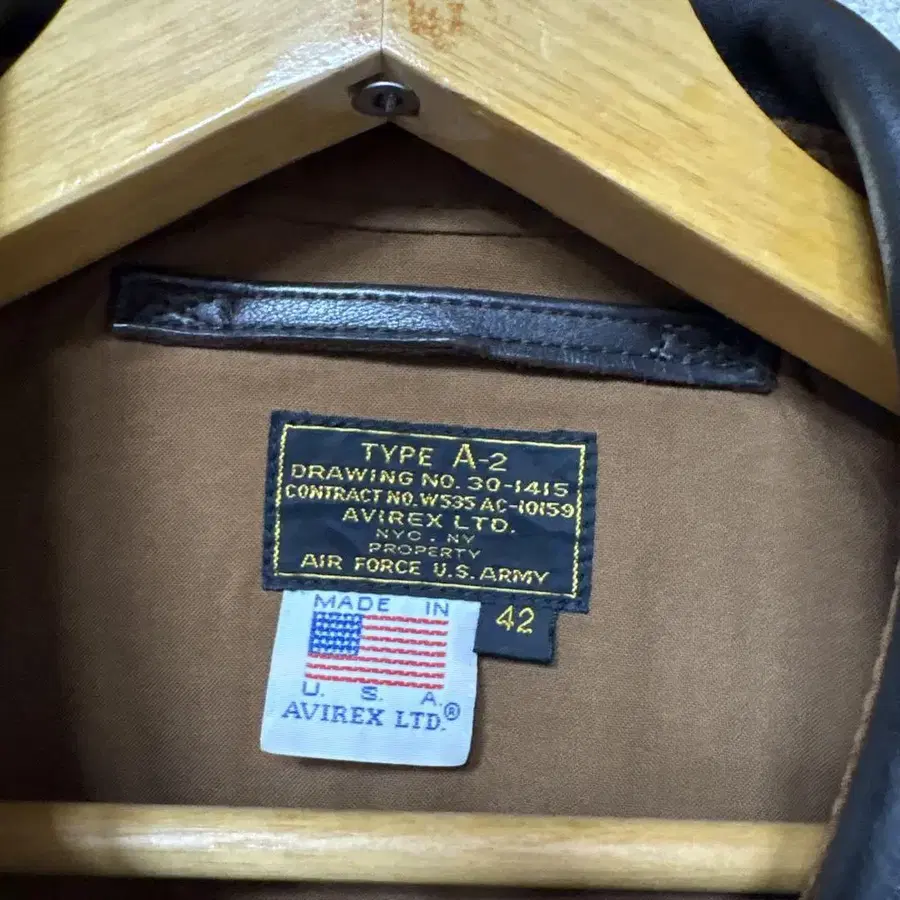 TYPE A-2
DRAWING NO. 30-1415
CONTRACT NO. W535 AC-10159
AVIREX LTD.
NYC. NY
PROPERTY
AIR FORCE U.S. ARMY
42
MADE IN
U. S. A.
AVIREX LTD.®